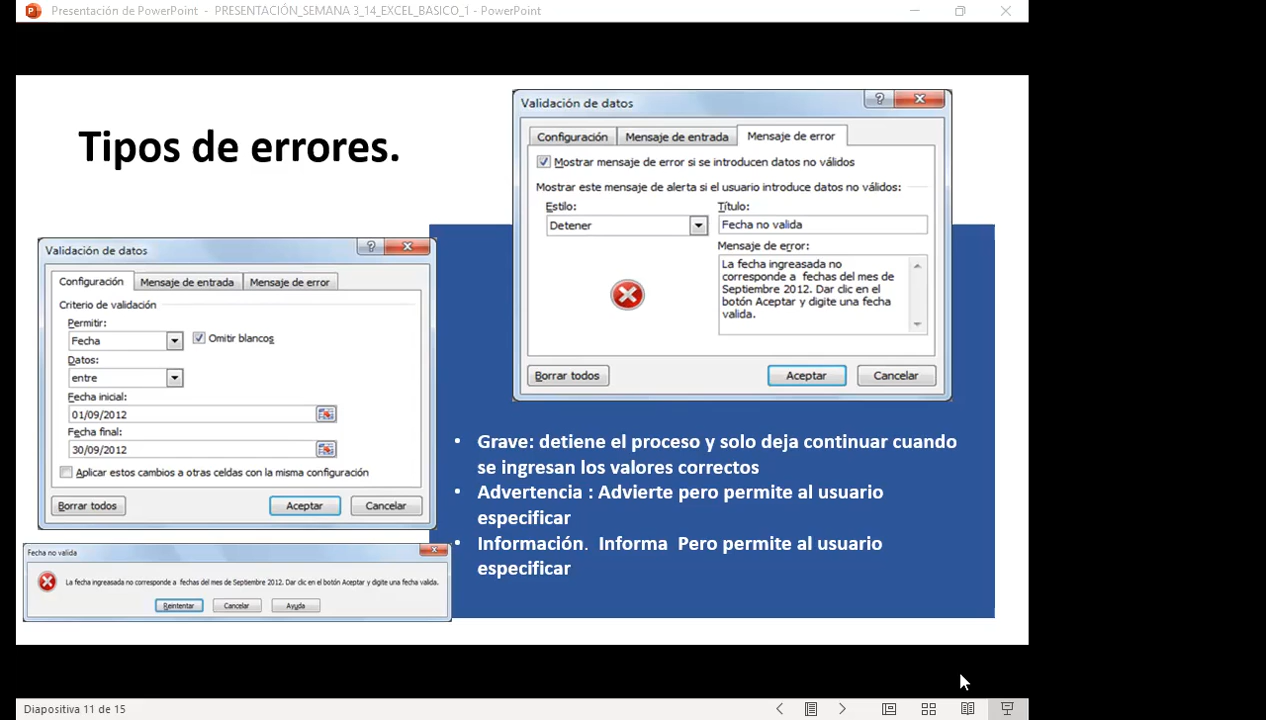 Presentación de PowerPoint - PRESENTACIÓN_SEMANA 3_14_EXCEL_BASICO_1 - PowerPoint
Tipos de errores.
Validación de datos
Configuración Mensaje de entrada Mensaje de error
Mostrar mensaje de error si se introducen datos no válidos
Mostrar este mensaje de alerta si el usuario introduce datos no válidos:
Estilo: Título:
Detener Fecha no valida
Mensaje de error:
La fecha ingreasada no
corresponde a fechas del mes de
Septiembre 2012. Dar clic en el
botón Aceptar y digite una fecha
valida.
Borrar todos Aceptar Cancelar
Validación de datos
Configuración Mensaje de entrada Mensaje de error
Criterio de validación
Permitir:
Fecha Omitir blancos
Datos:
entre
Fecha inicial:
01/09/2012
Fecha final:
30/09/2012
Aplicar estos cambios a otras celdas con la misma configuración
Borrar todos Aceptar Cancelar
Fecha no valida
La fecha ingreasada no corresponde a fechas del mes de Septiembre 2012. Dar clic en el botón Aceptar y digite una fecha valida.
Reintentar Cancelar Ayuda
• Grave: detiene el proceso y solo deja continuar cuando
se ingresan los valores correctos
• Advertencia : Advierte pero permite al usuario
especificar
• Información. Informa Pero permite al usuario
especificar
Diapositiva 11 de 15